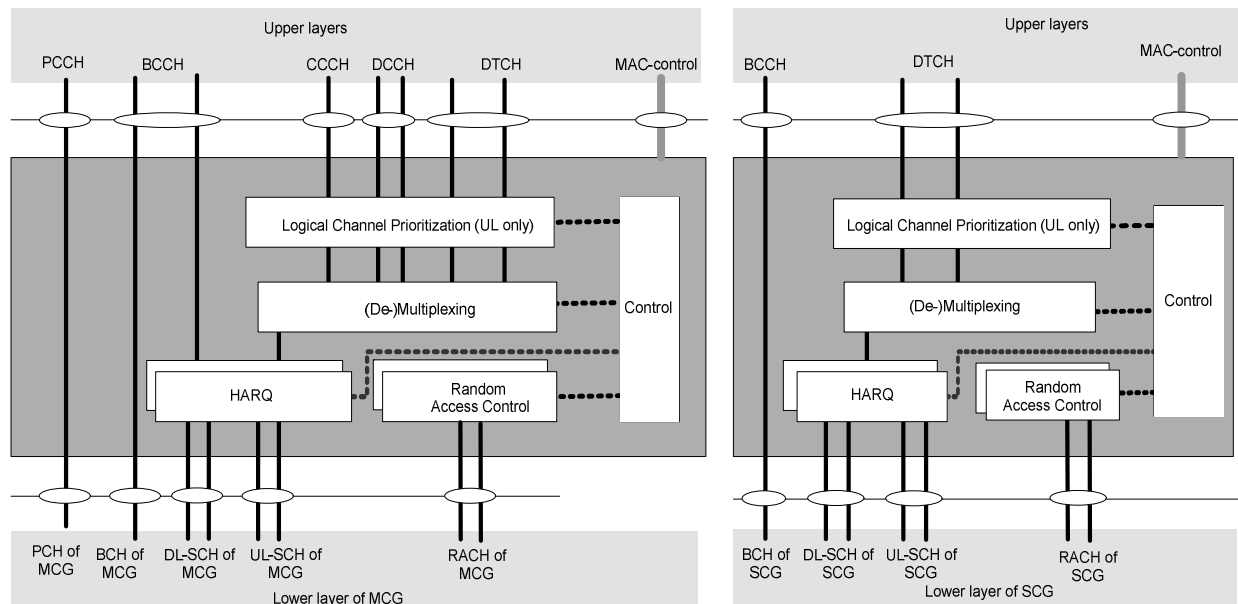 Upper layers
PCCH BCCH CCCH DCCH DTCH MAC-control
Logical Channel Prioritization (UL only)
(De-)Multiplexing
Control
HARQ
Random
Access Control
PCH of
MCG
BCH of
MCG
DL-SCH of
MCG
UL-SCH of
MCG
RACH of
MCG
Lower layer of MCG
Upper layers
BCCH DTCH MAC-control
Logical Channel Prioritization (UL only)
(De-)Multiplexing
Control
HARQ
Random
Access Control
BCH of
SCG
DL-SCH of
SCG
UL-SCH of
SCG
RACH of
SCG
Lower layer of SCG